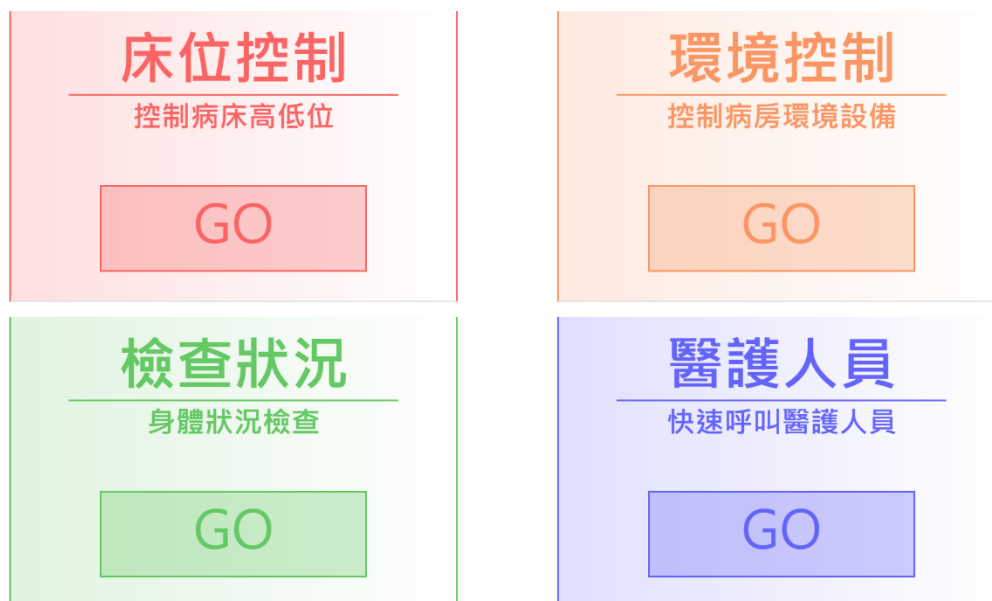 床位控制
控制病床高低位
GO
環境控制
控制病房環境設備
GO
檢查狀況
身體狀況檢查
GO
醫護人員
快速呼叫醫護人員
GO